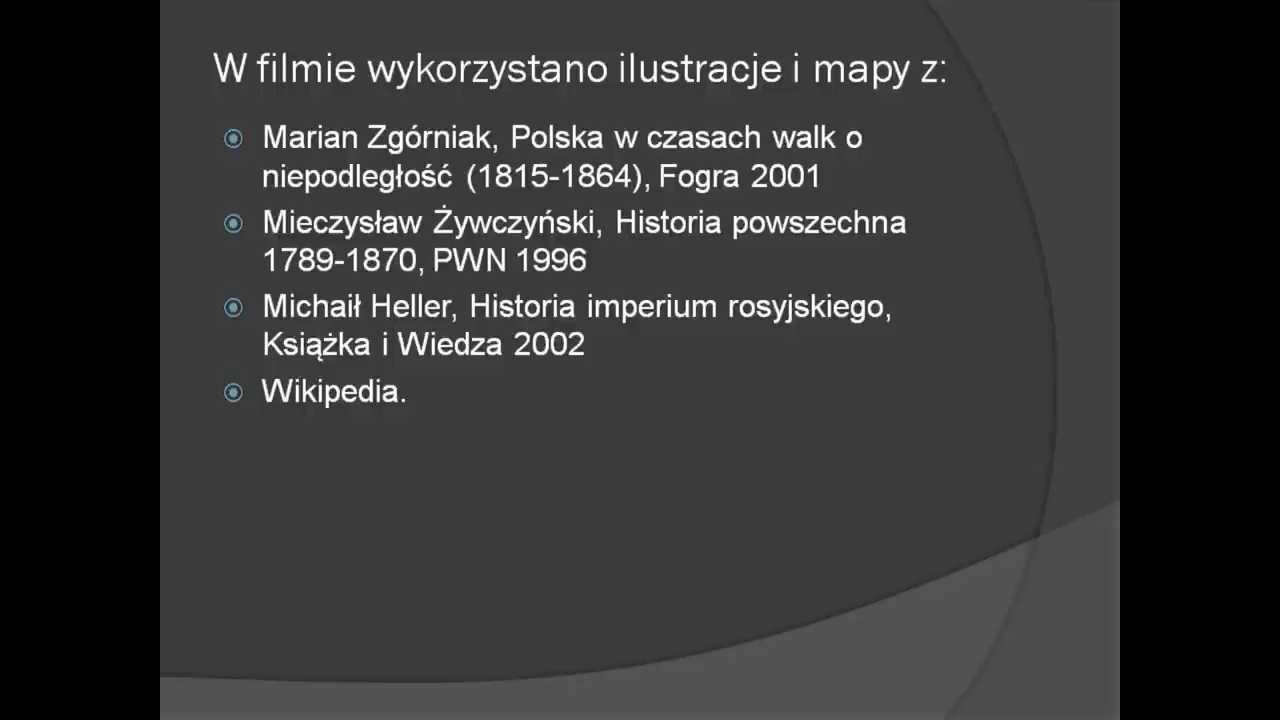 W filmie wykorzystano ilustracje i mapy z:
Marian Zgórniak, Polska w czasach walk o
niepodległość (1815-1864), Fogra 2001
Mieczysław Żywczyński, Historia powszechna
1789-1870, PWN 1996
Michaił Heller, Historia imperium rosyjskiego,
Książka i Wiedza 2002
Wikipedia.